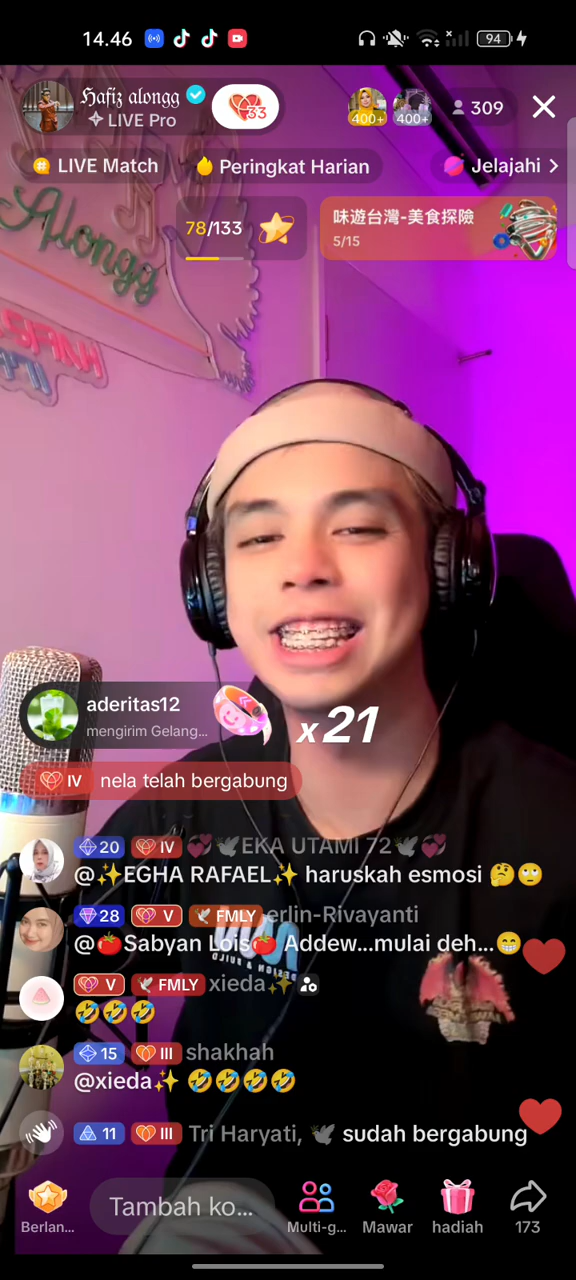 14.46
94
Hafiz alongg
LIVE Pro
33
400+
400+
309
LIVE Match
Peringkat Harian
Jelajahi
78/133
味遊台灣-美食探險
5/15
Alongg
aderitas12
mengirim Gelang...
x21
IV nela telah bergabung
20 IV 💞🕊EKA UTAMI 72🕊💞
@✨EGHA RAFAEL✨ haruskah esmosi 🤔🙄
28 V FMLY erlin-Rivayanti
@🍅Sabyan Lois🍅 Addew...mulai deh...😁
V FMLY xieda✨
🤣🤣🤣
15 III shakhah
@xieda✨ 🤣🤣🤣🤣
11 III Tri Haryati, 🕊 sudah bergabung
Tambah ko...
Berlan...
Multi-g...
Mawar
hadiah
173